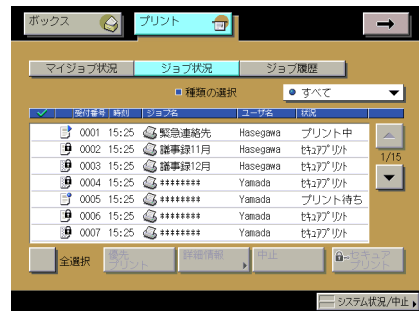 ボックス プリント
マイジョブ状況 ジョブ状況 ジョブ履歴
種類の選択 すべて
受付番号 時刻 ジョブ名 ユーザ名 状況
0001 15:25 緊急連絡先 Hasegawa プリント中
0002 15:25 議事録11月 Hasegawa ｾｷｭｱﾌﾟﾘﾝﾄ
0003 15:25 議事録12月 Hasegawa ｾｷｭｱﾌﾟﾘﾝﾄ
0004 15:25 ******** Yamada ｾｷｭｱﾌﾟﾘﾝﾄ
0005 15:25 ******** Yamada プリント待ち
0006 15:25 ******** Yamada ｾｷｭｱﾌﾟﾘﾝﾄ
0007 15:25 ******** Yamada ｾｷｭｱﾌﾟﾘﾝﾄ
1/15
全選択 優先プリント 詳細情報 中止 セキュアプリント
システム状況/中止